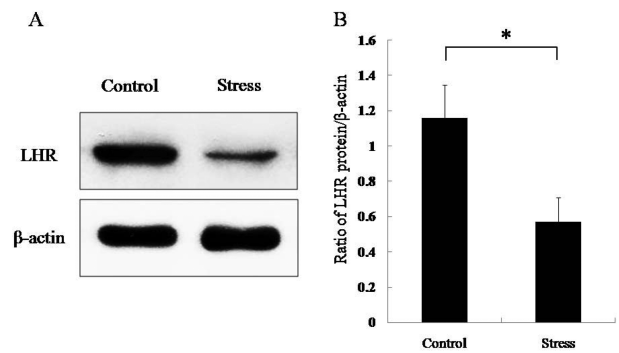 A
Control Stress
LHR
β-actin
B
*
Ratio of LHR protein/β-actin
1.6
1.4
1.2
1
0.8
0.6
0.4
0.2
0
Control Stress